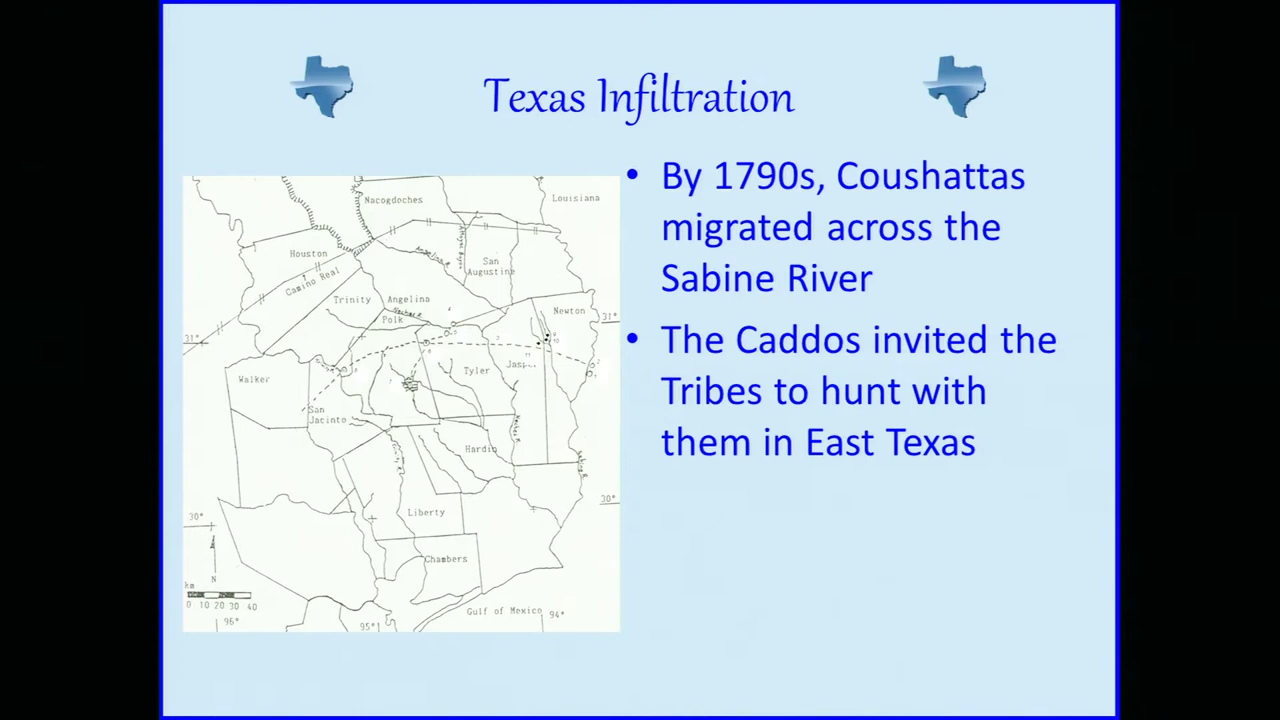 Texas Infiltration
• By 1790s, Coushattas
migrated across the
Sabine River
• The Caddos invited the
Tribes to hunt with
them in East Texas
Nacogdoches
Louisiana
Houston
San
Augustine
Camino Real
Trinity
Angelina
Newton
Polk
31°
31°
Walker
Tyler
San
Jacinto
Hardin
30°
30°
Liberty
Chambers
N
km
0 10 20 30 40
Gulf of Mexico
94°
96°
95°